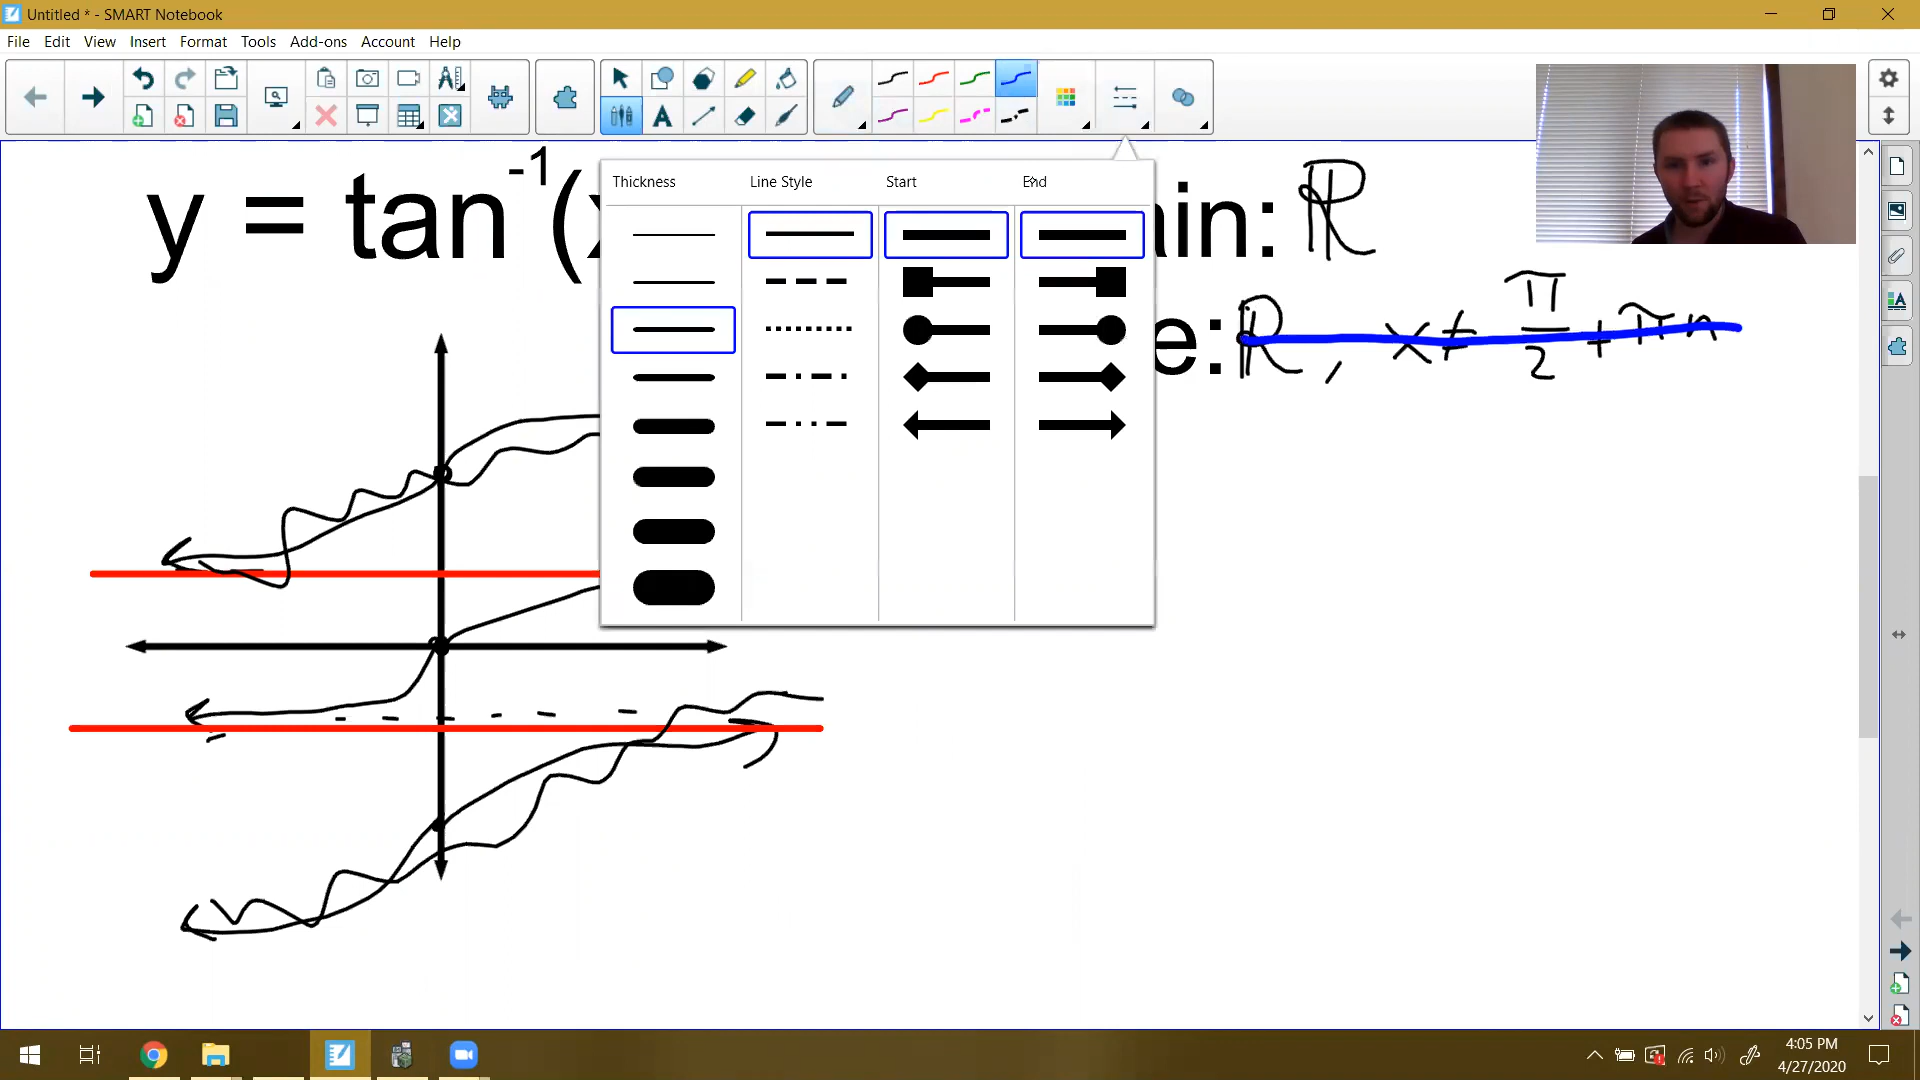 Untitled * - SMART Notebook
File Edit View Insert Format Tools Add-ons Account Help
Thickness Line Style Start End
y = tan-1( ain: ℝ
e: ℝ, x ≠ π/2 + πn
4:05 PM
4/27/2020